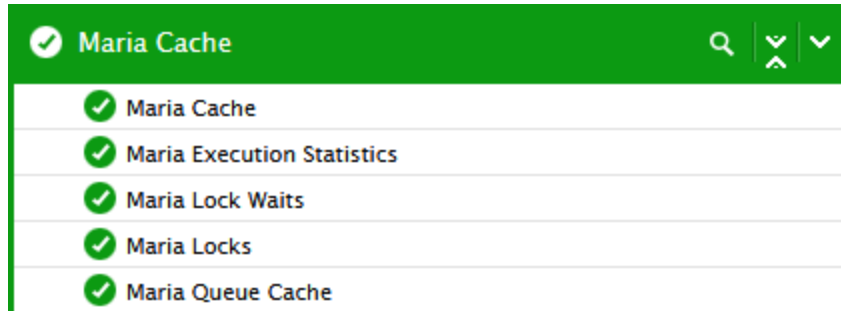 Maria Cache
Maria Cache
Maria Execution Statistics
Maria Lock Waits
Maria Locks
Maria Queue Cache